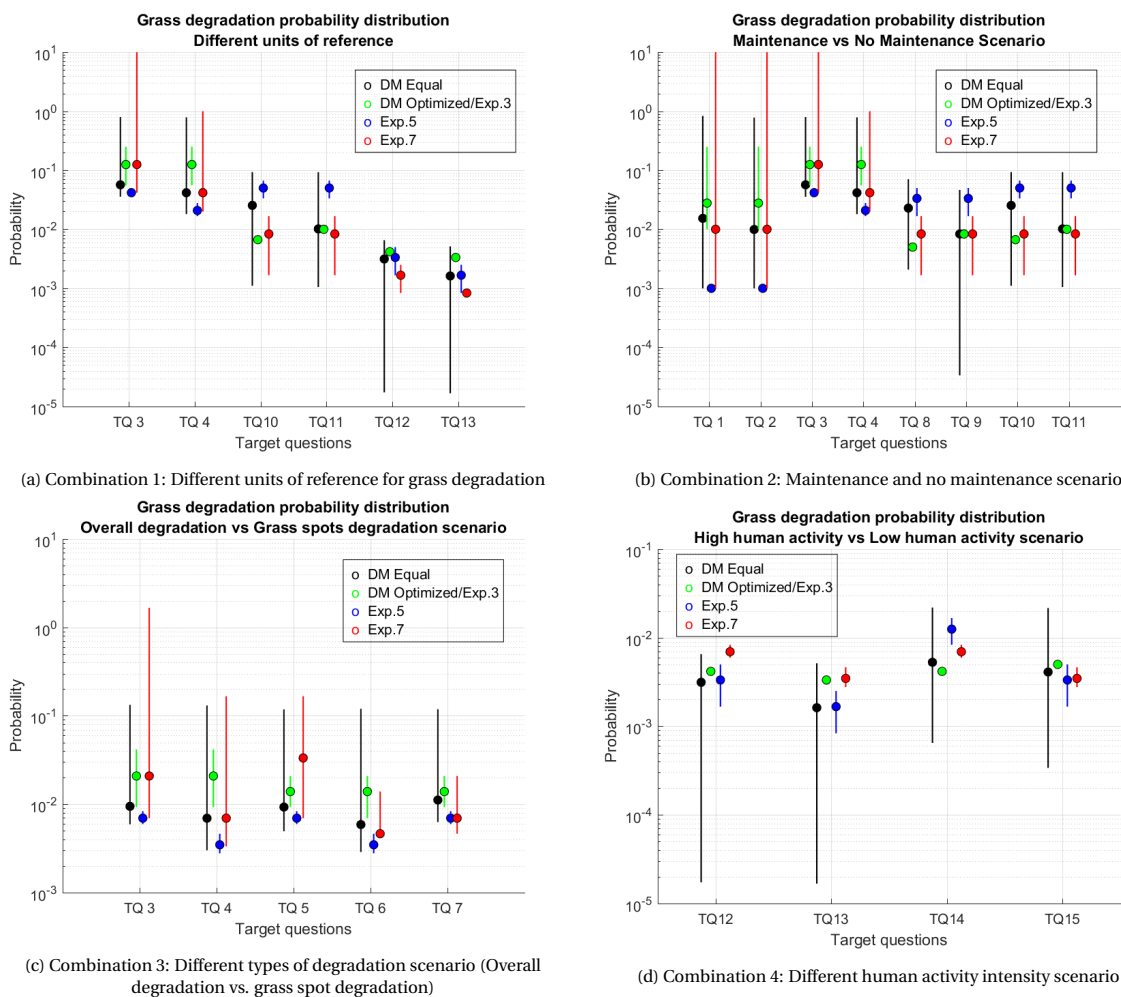 Grass degradation probability distribution
Different units of reference
10^1
10^0
10^-1
10^-2
10^-3
10^-4
10^-5
Probability
DM Equal
DM Optimized/Exp.3
Exp.5
Exp.7
TQ 3 TQ 4 TQ10 TQ11 TQ12 TQ13
Target questions
(a) Combination 1: Different units of reference for grass degradation
Grass degradation probability distribution
Maintenance vs No Maintenance Scenario
10^1
10^0
10^-1
10^-2
10^-3
10^-4
10^-5
Probability
DM Equal
DM Optimized/Exp.3
Exp.5
Exp.7
TQ 1 TQ 2 TQ 3 TQ 4 TQ 8 TQ 9 TQ10 TQ11
Target questions
(b) Combination 2: Maintenance and no maintenance scenario
Grass degradation probability distribution
Overall degradation vs Grass spots degradation scenario
10^1
10^0
10^-1
10^-2
10^-3
Probability
DM Equal
DM Optimized/Exp.3
Exp.5
Exp.7
TQ 3 TQ 4 TQ 5 TQ 6 TQ 7
Target questions
(c) Combination 3: Different types of degradation scenario (Overall
degradation vs. grass spot degradation)
Grass degradation probability distribution
High human activity vs Low human activity scenario
10^-1
10^-2
10^-3
10^-4
10^-5
Probability
DM Equal
DM Optimized/Exp.3
Exp.5
Exp.7
TQ12 TQ13 TQ14 TQ15
Target questions
(d) Combination 4: Different human activity intensity scenario